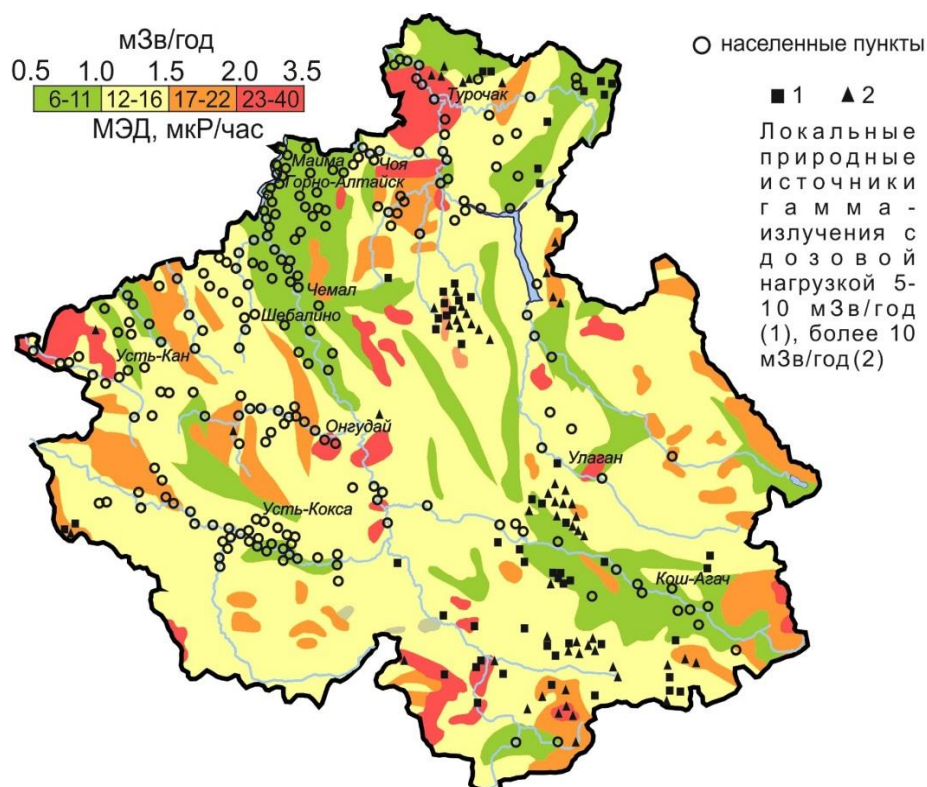 мЗв/год
0.5 1.0 1.5 2.0 3.5
6-11 12-16 17-22 23-40
МЭД, мкР/час
населенные пункты
1 2
Локальные
природные
источники
гамма-
излучения с
дозовой
нагрузкой 5-
10 мЗв/год
(1), более 10
мЗв/год(2)
Турочак
Майма
Чоя
Горно-Алтайск
Чемал
Шебалино
Усть-Кан
Онгудай
Улаган
Усть-Кокса
Кош-Агач